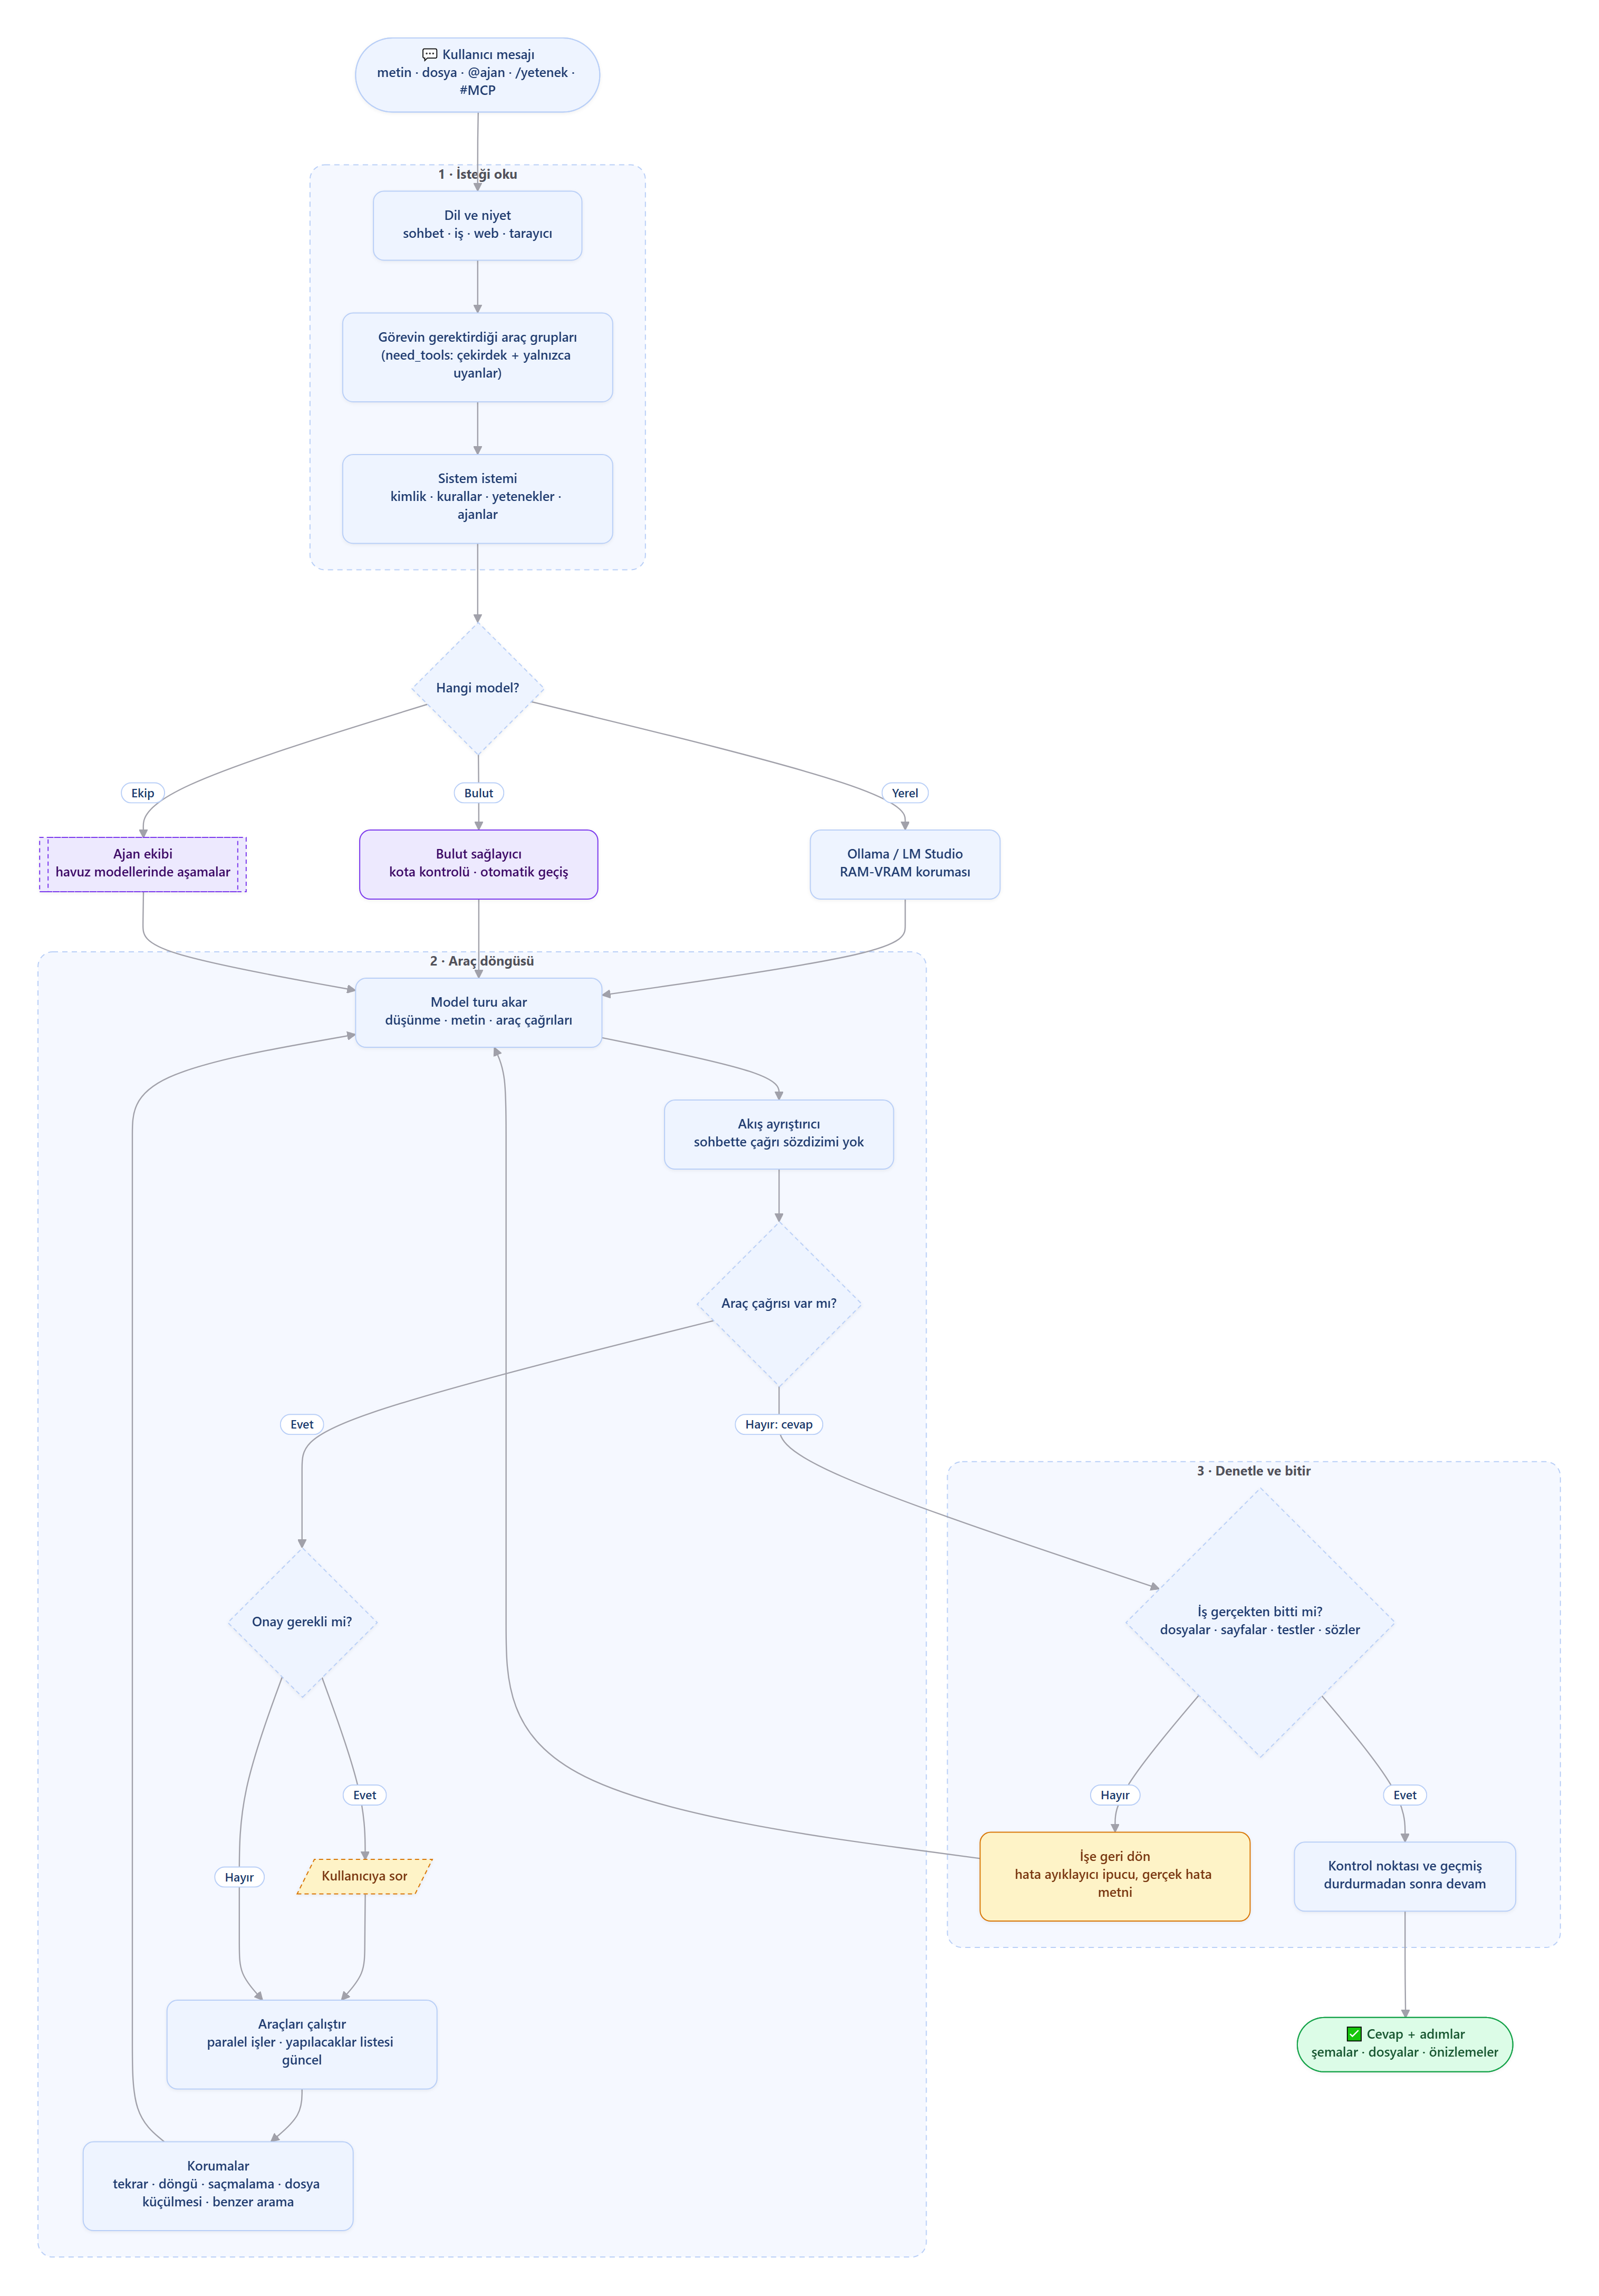 💬 Kullanıcı mesajı
metin · dosya · @ajan · /yetenek ·
#MCP
1 · İsteği oku
Dil ve niyet
sohbet · iş · web · tarayıcı
Görevin gerektirdiği araç grupları
(need_tools: çekirdek + yalnızca
uyanlar)
Sistem istemi
kimlik · kurallar · yetenekler ·
ajanlar
Hangi model?
Ekip
Bulut
Yerel
Ajan ekibi
havuz modellerinde aşamalar
Bulut sağlayıcı
kota kontrolü · otomatik geçiş
Ollama / LM Studio
RAM-VRAM koruması
2 · Araç döngüsü
Model turu akar
düşünme · metin · araç çağrıları
Akış ayrıştırıcı
sohbette çağrı sözdizimi yok
Araç çağrısı var mı?
Evet
Hayır: cevap
3 · Denetle ve bitir
Onay gerekli mi?
İş gerçekten bitti mi?
dosyalar · sayfalar · testler · sözler
Evet
Hayır
Evet
Hayır
Kullanıcıya sor
İşe geri dön
hata ayıklayıcı ipucu, gerçek hata
metni
Kontrol noktası ve geçmiş
durdurmadan sonra devam
Araçları çalıştır
paralel işler · yapılacaklar listesi
güncel
✅ Cevap + adımlar
şemalar · dosyalar · önizlemeler
Korumalar
tekrar · döngü · saçmalama · dosya
küçülmesi · benzer arama